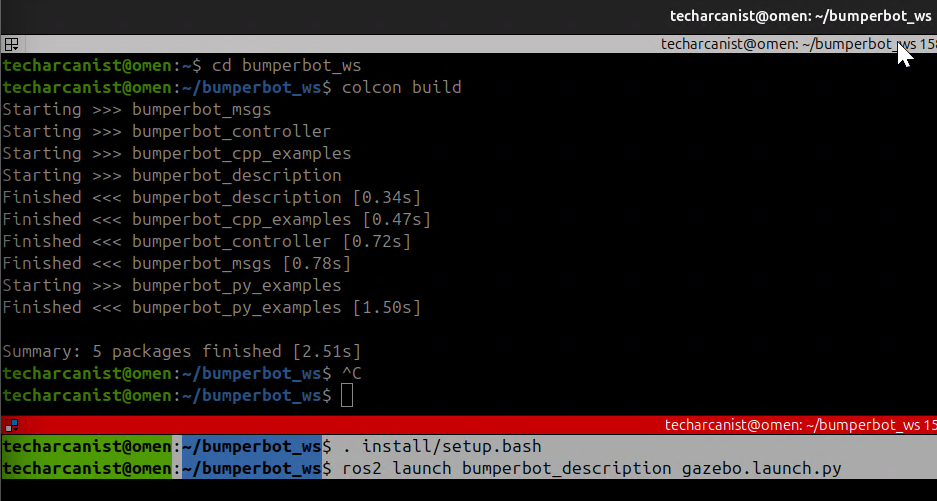 techarcanist@omen: ~/bumperbot_ws
techarcanist@omen: ~/bumperbot_ws 158
techarcanist@omen:~$ cd bumperbot_ws
techarcanist@omen:~/bumperbot_ws$ colcon build
Starting >>> bumperbot_msgs
Starting >>> bumperbot_controller
Starting >>> bumperbot_cpp_examples
Starting >>> bumperbot_description
Finished <<< bumperbot_description [0.34s]
Finished <<< bumperbot_cpp_examples [0.47s]
Finished <<< bumperbot_controller [0.72s]
Finished <<< bumperbot_msgs [0.78s]
Starting >>> bumperbot_py_examples
Finished <<< bumperbot_py_examples [1.50s]
Summary: 5 packages finished [2.51s]
techarcanist@omen:~/bumperbot_ws$ ^C
techarcanist@omen:~/bumperbot_ws$
techarcanist@omen: ~/bumperbot_ws 15
techarcanist@omen:~/bumperbot_ws$ . install/setup.bash
techarcanist@omen:~/bumperbot_ws$ ros2 launch bumperbot_description gazebo.launch.py